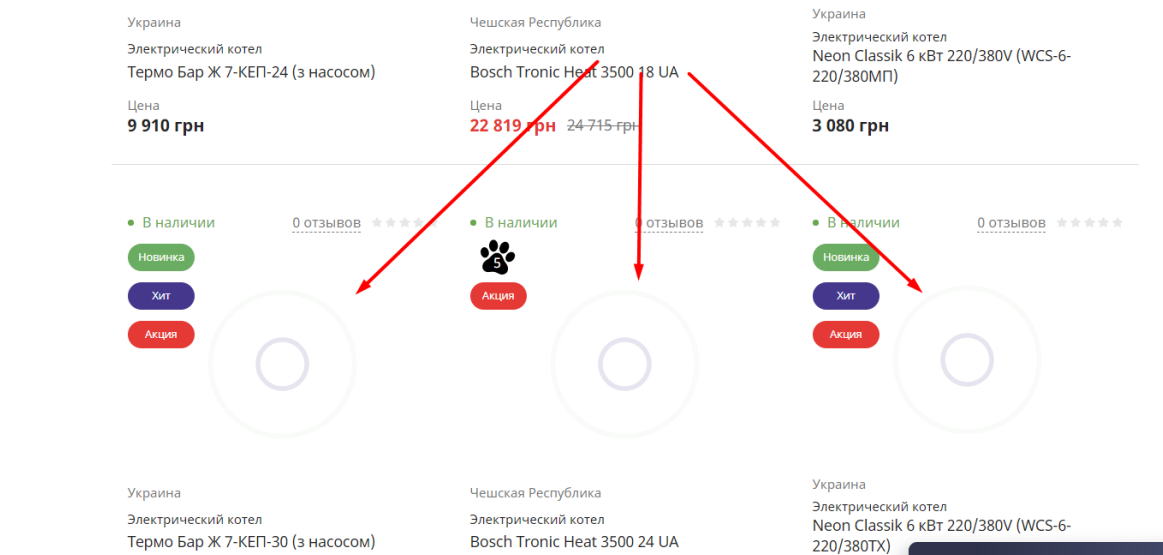 Украина
Электрический котел
Термо Бар Ж 7-КЕП-24 (з насосом)
Цена
9 910 грн
Чешская Республика
Электрический котел
Bosch Tronic Heat 3500 18 UA
Цена
22 819 грн 24 715 грн
Украина
Электрический котел
Neon Classik 6 кВт 220/380V (WCS-6-
220/380МП)
Цена
3 080 грн
В наличии 0 отзывов
Новинка
Хит
Акция
Украина
Электрический котел
Термо Бар Ж 7-КЕП-30 (з насосом)
В наличии 0 отзывов
5
Акция
Чешская Республика
Электрический котел
Bosch Tronic Heat 3500 24 UA
В наличии 0 отзывов
Новинка
Хит
Акция
Украина
Электрический котел
Neon Classik 6 кВт 220/380V (WCS-6-
220/380ТХ)